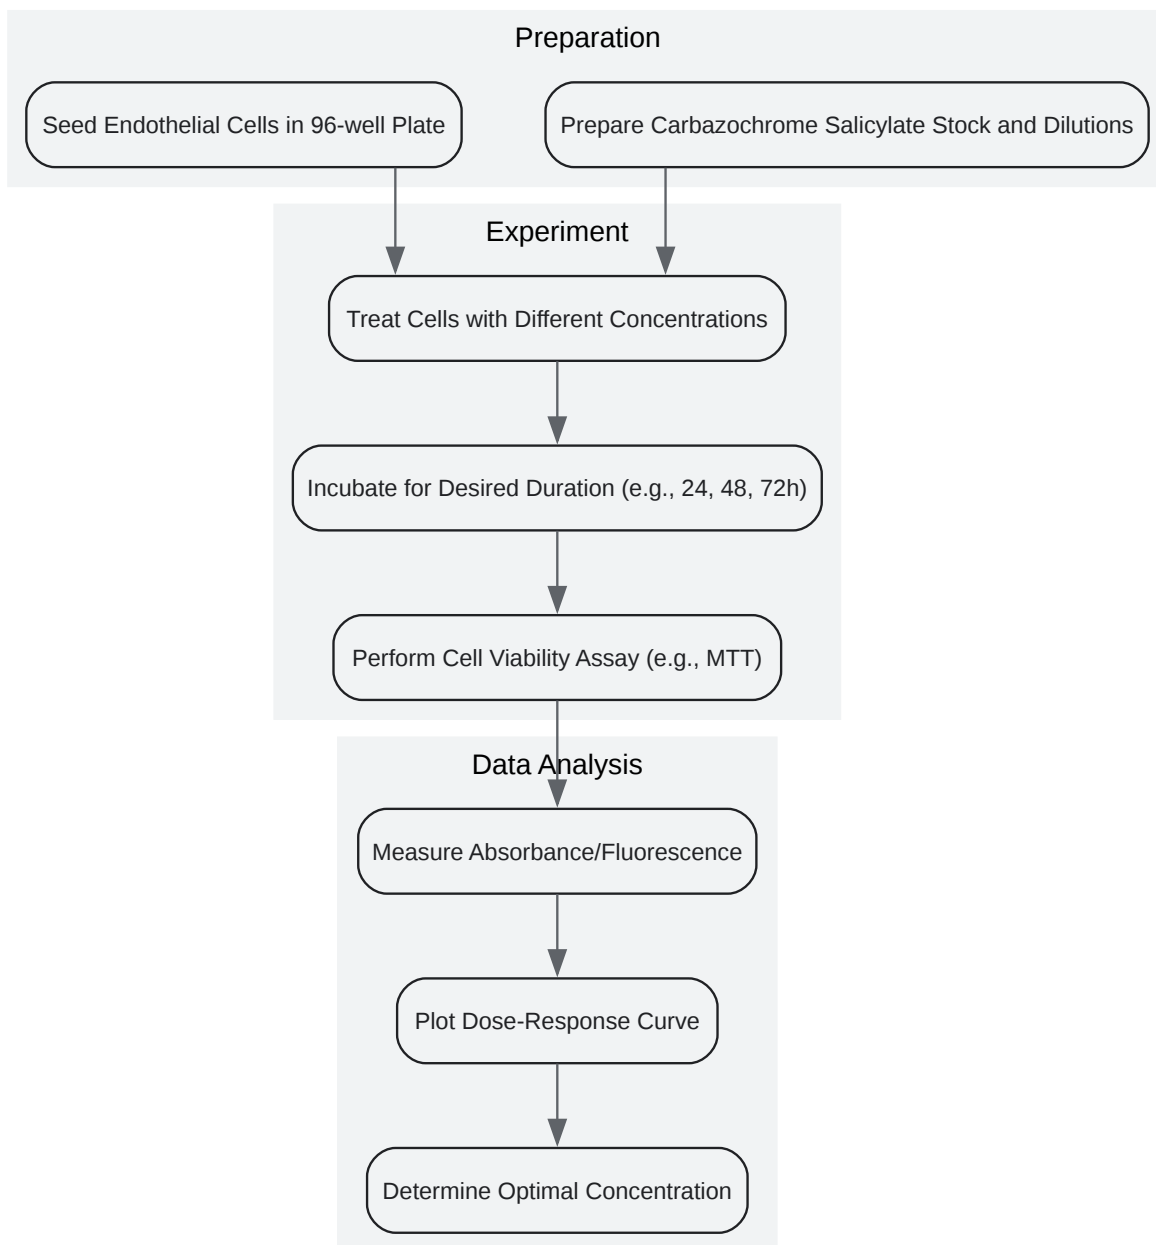 Preparation
Seed Endothelial Cells in 96-well Plate
Prepare Carbazochrome Salicylate Stock and Dilutions
Experiment
Treat Cells with Different Concentrations
Incubate for Desired Duration (e.g., 24, 48, 72h)
Perform Cell Viability Assay (e.g., MTT)
Data Analysis
Measure Absorbance/Fluorescence
Plot Dose-Response Curve
Determine Optimal Concentration